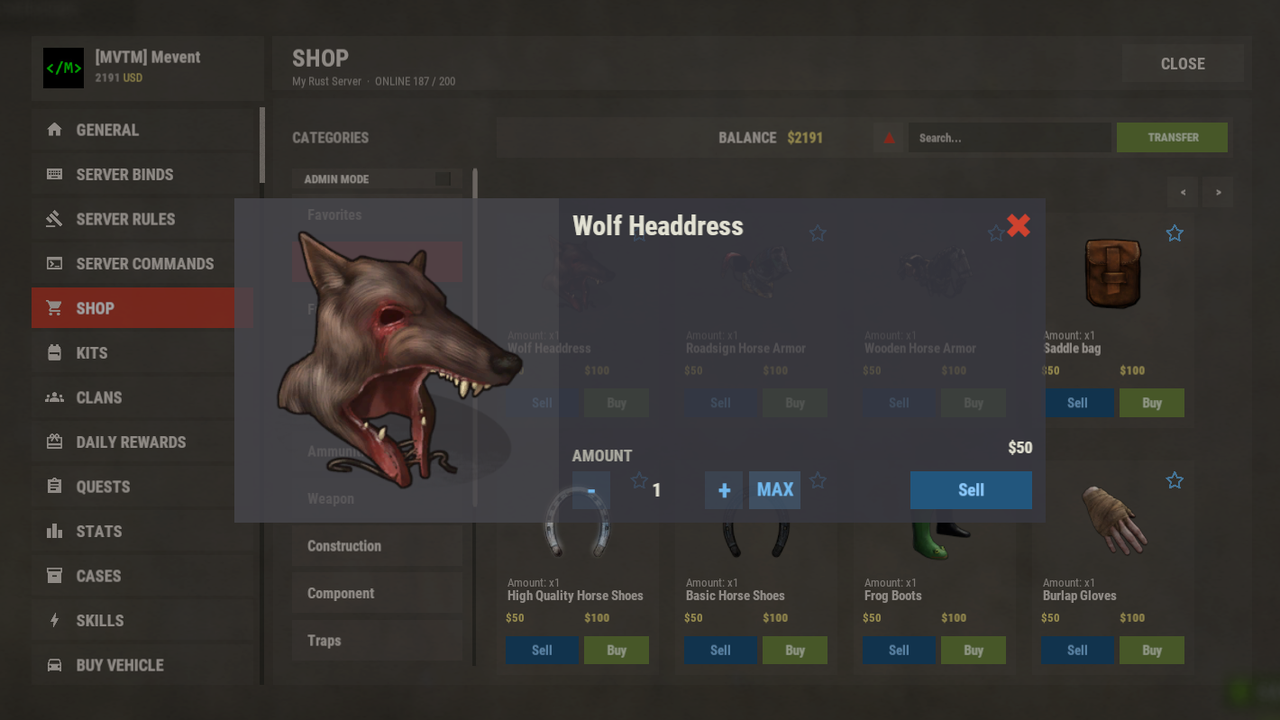 [MVTM] Mevent
2191 USD
</M>
GENERAL
SERVER BINDS
SERVER RULES
SERVER COMMANDS
SHOP
KITS
CLANS
DAILY REWARDS
QUESTS
STATS
CASES
SKILLS
BUY VEHICLE
SHOP
My Rust Server · ONLINE 187 / 200
CLOSE
CATEGORIES
BALANCE $2191
Search...
TRANSFER
ADMIN MODE
Favorites
Weapon
Construction
Component
Traps
< >
Wolf Headdress
AMOUNT
- 1 + MAX
$50
Sell
Amount: x1
Wolf Headdress
$100
Sell Buy
Amount: x1
Roadsign Horse Armor
$50 $100
Sell Buy
Amount: x1
Wooden Horse Armor
$50 $100
Sell Buy
Amount: x1
Saddle bag
$50 $100
Sell Buy
Amount: x1
High Quality Horse Shoes
$50 $100
Sell Buy
Amount: x1
Basic Horse Shoes
$50 $100
Sell Buy
Amount: x1
Frog Boots
$50 $100
Sell Buy
Amount: x1
Burlap Gloves
$50 $100
Sell Buy